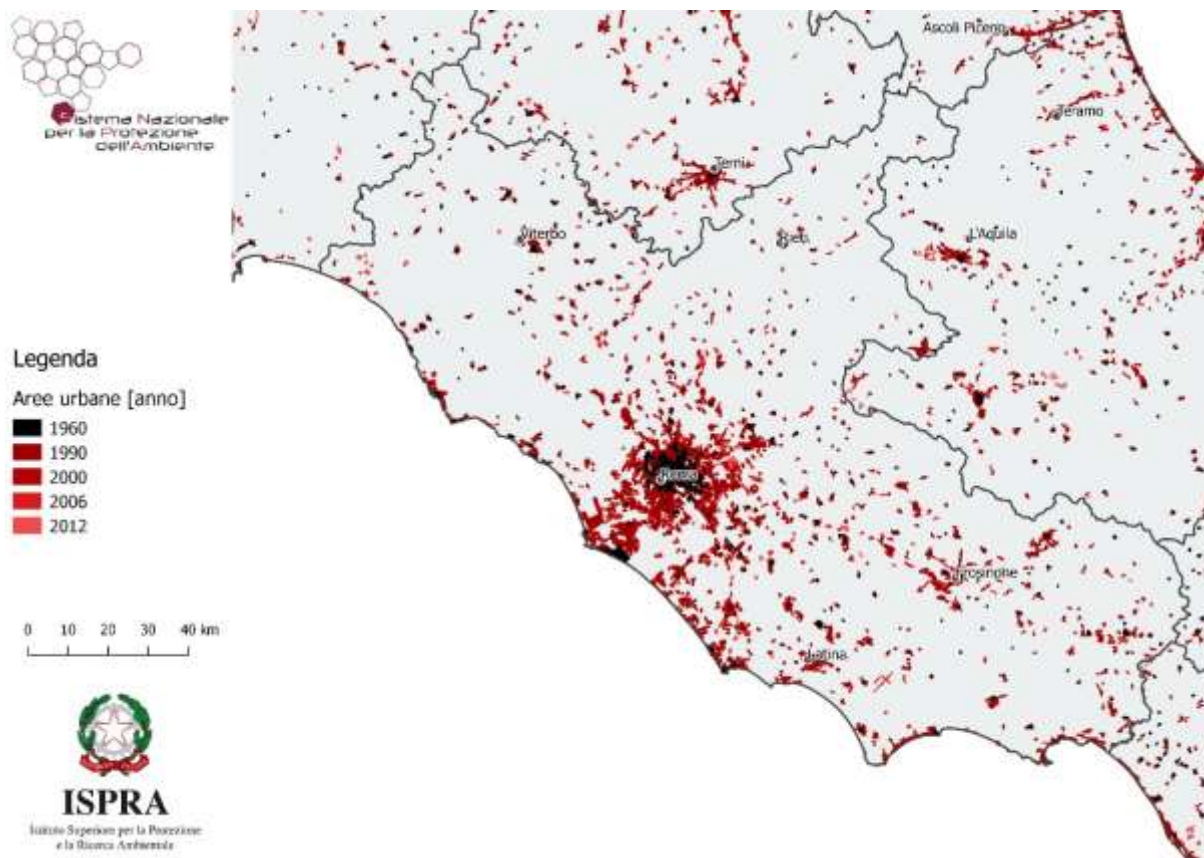 Sistema Nazionale
per la Protezione
dell'Ambiente
Legenda
Aree urbane [anno]
1960
1990
2000
2006
2012
0 10 20 30 40 km
ISPRA
Istituto Superiore per la Protezione
e la Ricerca Ambientale
Ascoli Piceno
Teramo
Terni
Viterbo
Rieti
L'Aquila
Roma
Frosinone
Latina